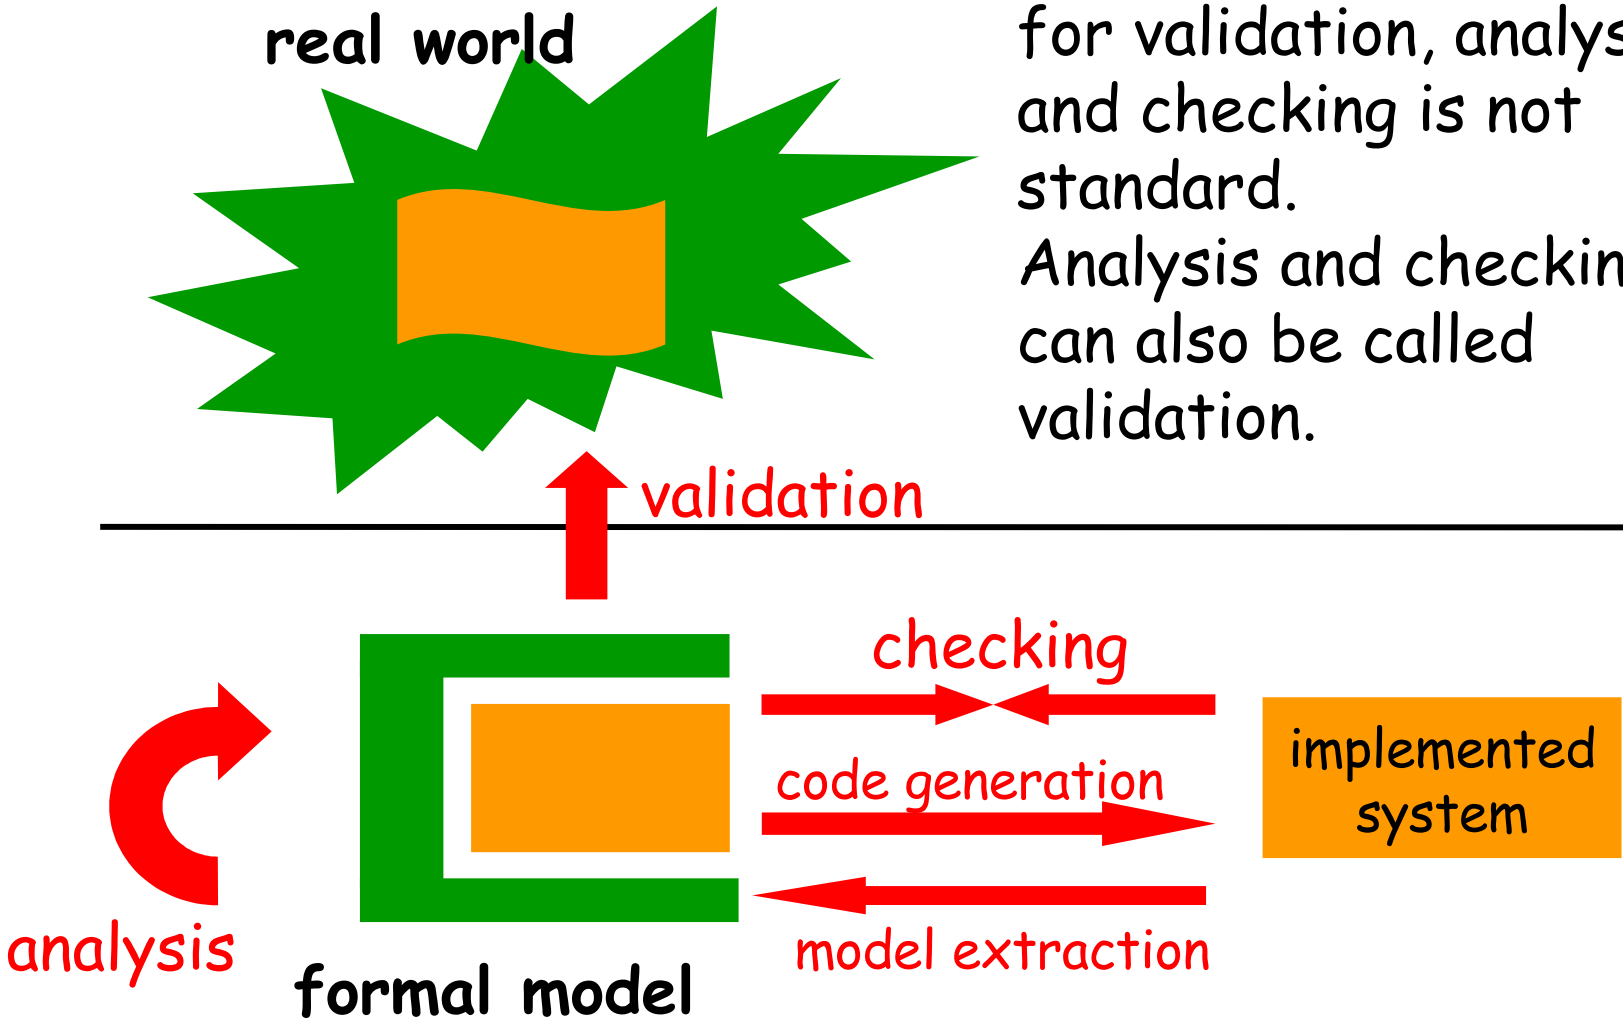 real world
for validation, analys
and checking is not
standard.
Analysis and checkin
can also be called
validation.
validation
checking
code generation
implemented
system
model extraction
analysis
formal model